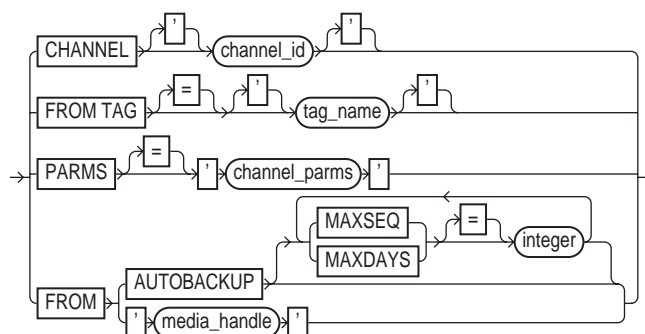 CHANNEL ' channel_id '
FROM TAG = ' tag_name '
PARMS = ' channel_parms '
MAXSEQ
= integer
MAXDAYS
AUTOBACKUP
FROM
' media_handle '